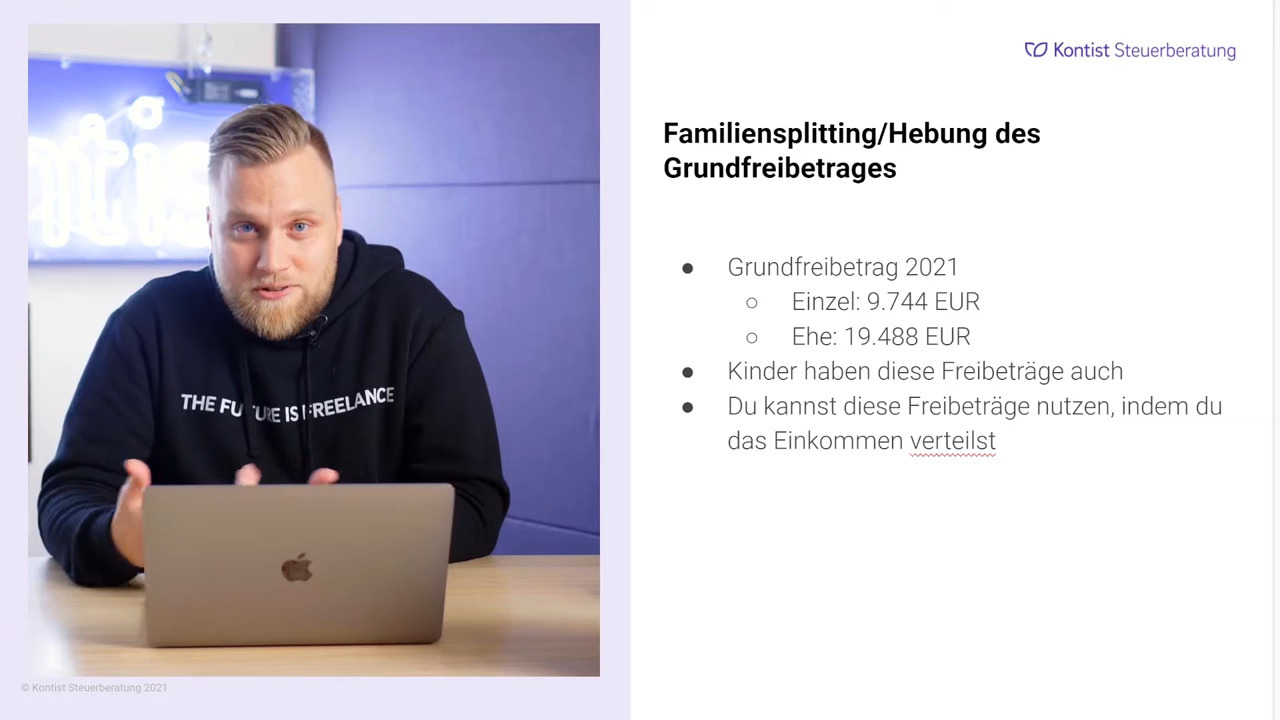 Kontist Steuerberatung
Familiensplitting/Hebung des
Grundfreibetrages
● Grundfreibetrag 2021
○ Einzel: 9.744 EUR
○ Ehe: 19.488 EUR
● Kinder haben diese Freibeträge auch
● Du kannst diese Freibeträge nutzen, indem du
das Einkommen verteilst
THE FUTURE IS FREELANCE
© Kontist Steuerberatung 2021